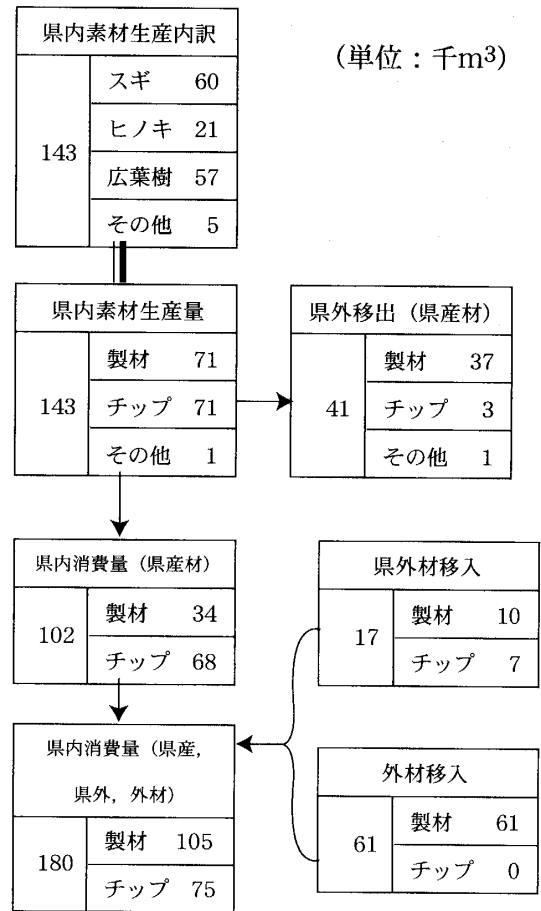 県内素材生産内訳
(単位：千m³)
143
スギ 60
ヒノキ 21
広葉樹 57
その他 5
県内素材生産量
143
製材 71
チップ 71
その他 1
県外移出（県産材）
41
製材 37
チップ 3
その他 1
県内消費量（県産材）
102
製材 34
チップ 68
県外材移入
17
製材 10
チップ 7
県内消費量（県産，
県外，外材）
180
製材 105
チップ 75
外材移入
61
製材 61
チップ 0